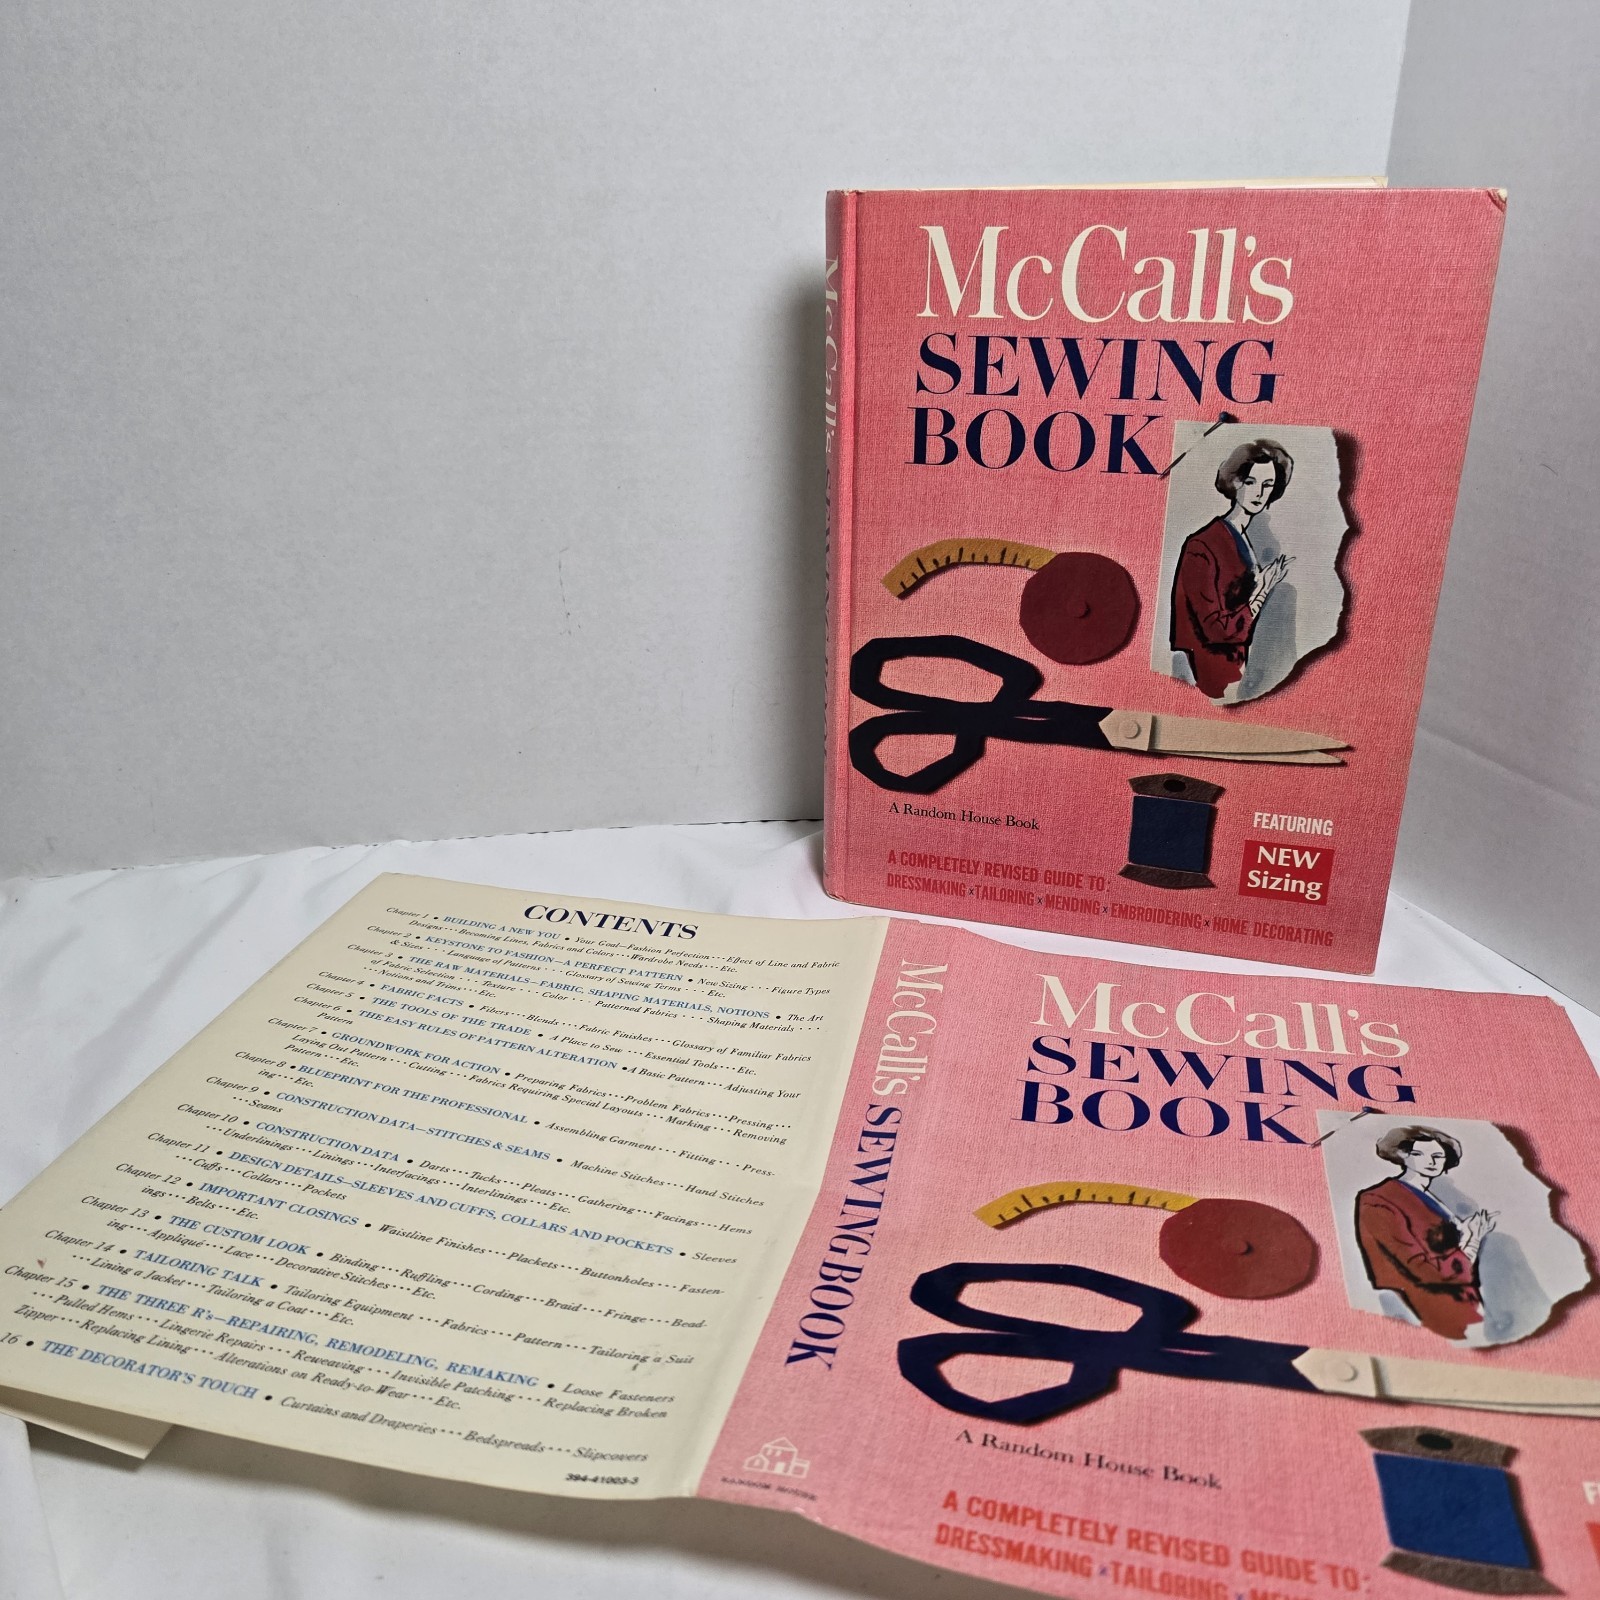 McCall's
SEWING
BOOK
A Random House Book
FEATURING
NEW
Sizing
A COMPLETELY REVISED GUIDE TO:
DRESSMAKING × TAILORING × MENDING × EMBROIDERING × HOME DECORATING
McCall's SEWING
CONTENTS
Chapter 1 • BUILDING A NEW YOU • Your Goal—Fashion Perfection···Effect of Line and Fabric
Designs···Becoming Lines, Fabrics and Colors···Wardrobe Needs···Etc.
Chapter 2 • KEYSTONE TO FASHION—A PERFECT PATTERN • New Sizing···Figure Types
& Sizes···Language of Patterns···Glossary of Sewing Terms···Etc.
Chapter 3 • THE RAW MATERIALS—FABRIC, SHAPING MATERIALS, NOTIONS • The Art
of Fabric Selection···Texture···Color···Patterned Fabrics···Shaping Materials···
···Notions and Trims···Etc.
Chapter 4 • FABRIC FACTS • Fibers···Blends···Fabric Finishes···Glossary of Familiar Fabrics
Chapter 5 • THE TOOLS OF THE TRADE • A Place to Sew···Essential Tools···Etc.
Chapter 6 • THE EASY RULES OF PATTERN ALTERATION • A Basic Pattern···Adjusting Your
Pattern
Chapter 7 • GROUNDWORK FOR ACTION • Preparing Fabrics···Problem Fabrics···Pressing···
Laying Out Pattern···Cutting···Fabrics Requiring Special Layouts···Marking···Removing
Pattern···Etc.
Chapter 8 • BLUEPRINT FOR THE PROFESSIONAL • Assembling Garment···Fitting···Press-
ing···Etc.
Chapter 9 • CONSTRUCTION DATA—STITCHES & SEAMS • Machine Stitches···Hand Stitches
···Seams
Chapter 10 • CONSTRUCTION DATA • Darts···Tucks···Pleats···Gathering···Facings···Hems
···Underlinings···Linings···Interfacings···Interlinings···Etc.
Chapter 11 • DESIGN DETAILS—SLEEVES AND CUFFS, COLLARS AND POCKETS • Sleeves
···Cuffs···Collars···Pockets
Chapter 12 • IMPORTANT CLOSINGS • Waistline Finishes···Plackets···Buttonholes···Fasten-
ings···Belts···Etc.
Chapter 13 • THE CUSTOM LOOK • Binding···Ruffling···Cording···Braid···Fringe···Bead-
ing···Appliqué···Lace···Decorative Stitches···Etc.
Chapter 14 • TAILORING TALK • Tailoring Equipment···Fabrics···Pattern···Tailoring a Suit
···Lining a Jacket···Tailoring a Coat···Etc.
Chapter 15 • THE THREE R's—REPAIRING, REMODELING, REMAKING • Loose Fasteners
···Pulled Hems···Lingerie Repairs···Reweaving···Invisible Patching···Replacing Broken
Zipper···Replacing Lining···Alterations on Ready-to-Wear···Etc.
16 • THE DECORATOR'S TOUCH • Curtains and Draperies···Bedspreads···Slipcovers
394-41003-3
McCall's SEWING BOOK
RANDOM HOUSE
McCall's
SEWING
BOOK
A Random House Book
A COMPLETELY REVISED GUIDE TO:
DRESSMAKING × TAILORING ×